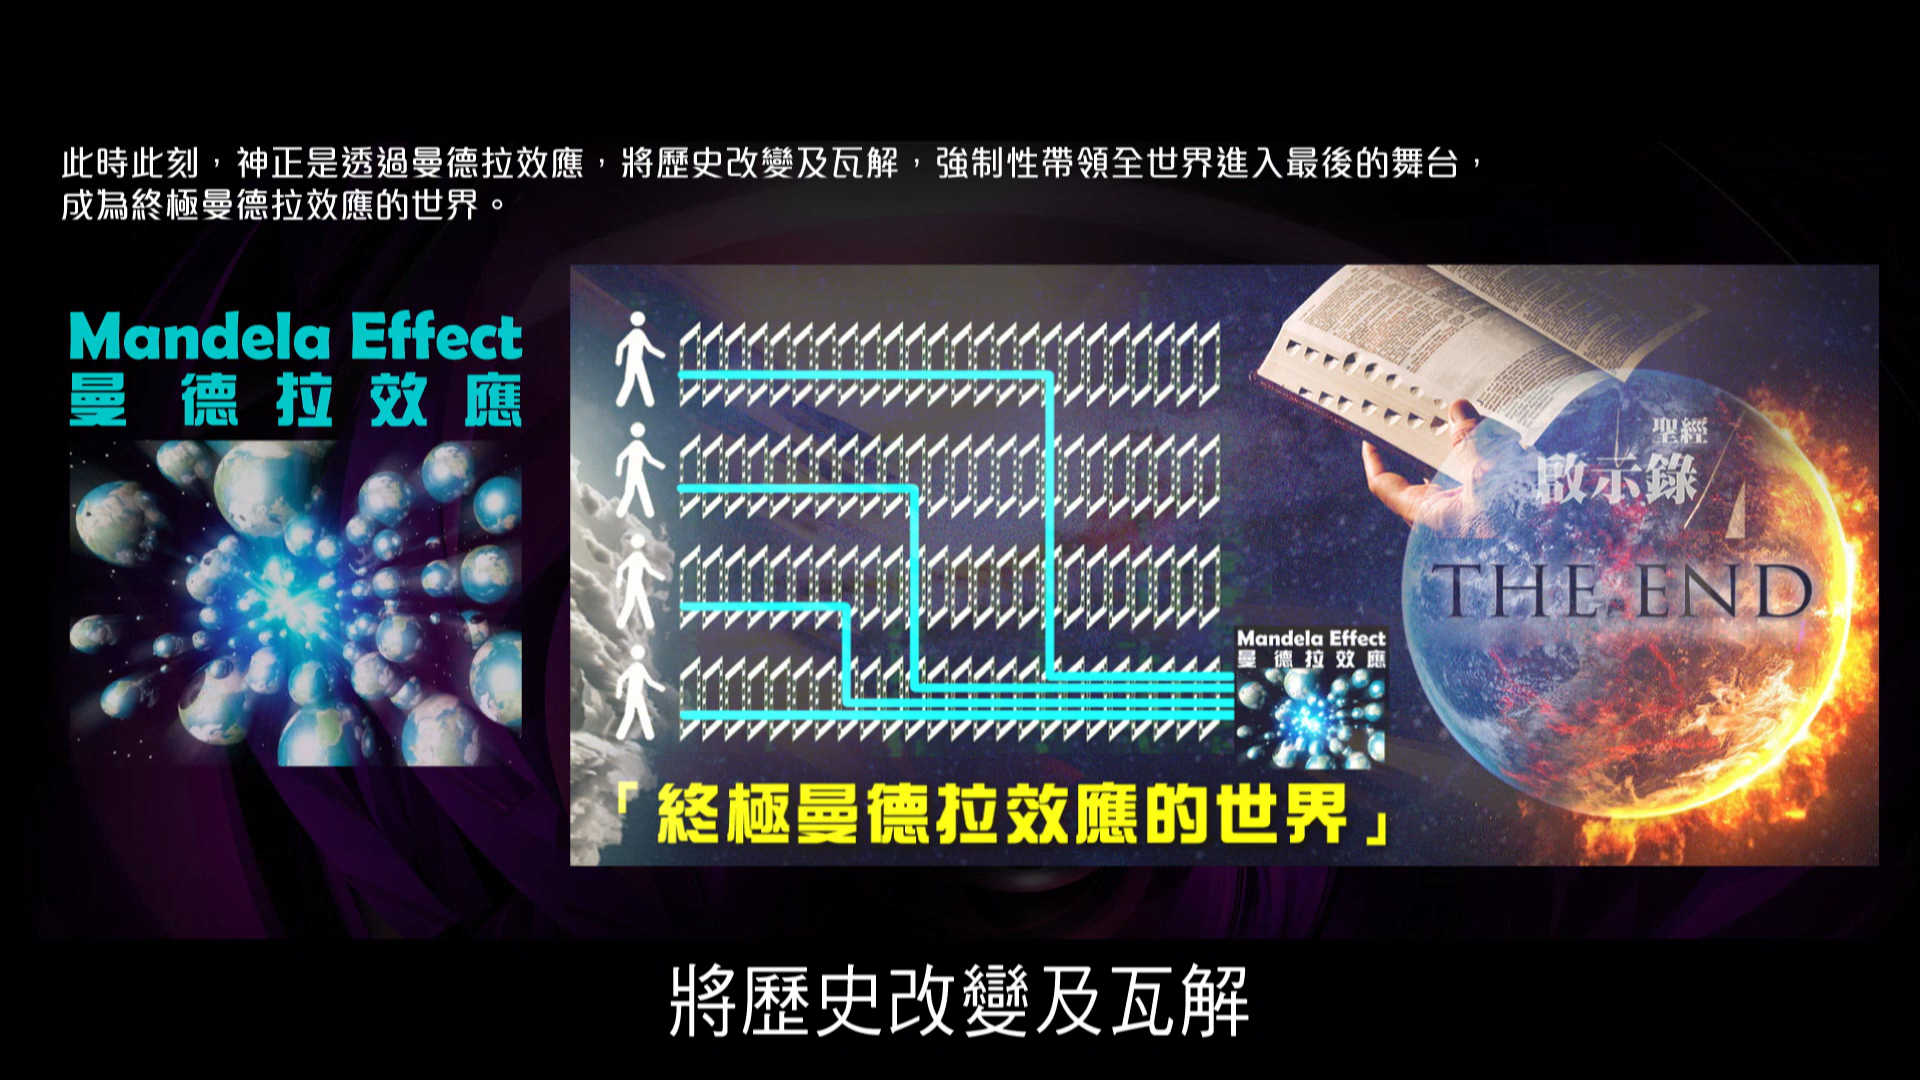 此時此刻，神正是透過曼德拉效應，將歷史改變及瓦解，強制性帶領全世界進入最後的舞台，
成為終極曼德拉效應的世界。
Mandela Effect
曼德拉效應
聖經
啟示錄
THE END
Mandela Effect
曼德拉效應
「終極曼德拉效應的世界」
將歷史改變及瓦解